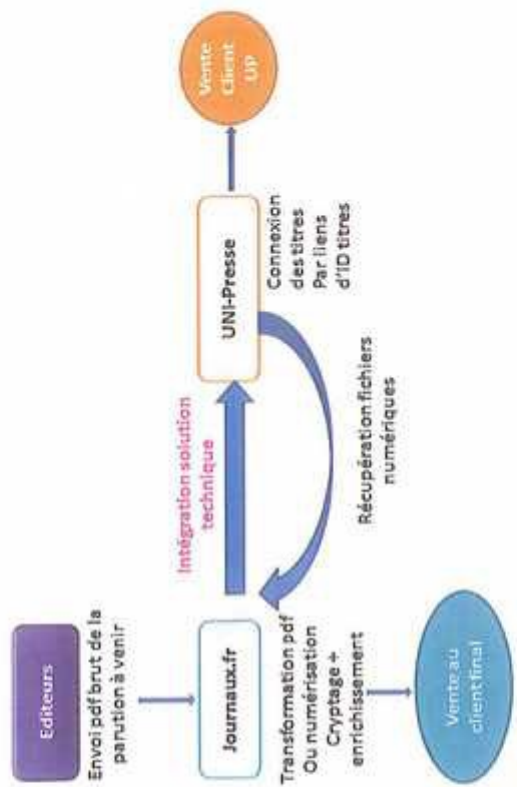 Editeurs
Envoi pdf brut de la
parution à venir
Journaux.fr
Transformation pdf
Ou numérisation
Cryptage +
enrichissement
Vente au
client final
Intégration solution
technique
Récupération fichiers
numériques
UNI-Presse
Connexion
des titres
Par liens
d'ID titres
Vente
Client
UP